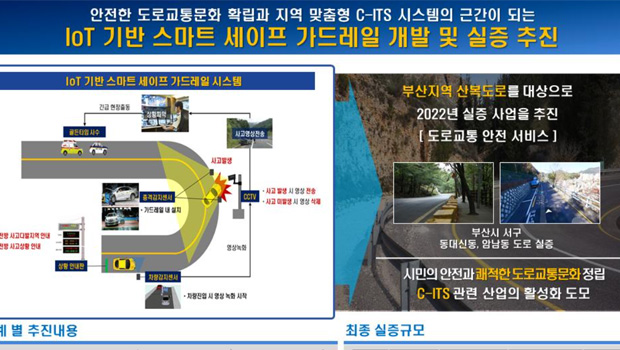 안전한 도로교통문화 확립과 지역 맞춤형 C-ITS 시스템의 근간이 되는
IoT 기반 스마트 세이프 가드레일 개발 및 실증 추진
IoT 기반 스마트 세이프 가드레일 시스템
긴급 현장출동
상황파악
골든타임 사수
사고영상전송
사고발생
충격감지센서
• 가드레일 내 설치
CCTV
• 사고 발생 시 영상 전송
• 사고 미발생 시 영상 삭제
전방 사고다발지역 안내
전방 사고상황 안내
영상녹화
상황 안내판
차량감지센서
• 차량진입 시 영상 녹화 시작
부산지역 산복도로를 대상으로
2022년 실증 사업을 추진
[ 도로교통 안전 서비스 ]
부산시 서구
동대신동, 암남동 도로 실증
시민의 안전과 쾌적한 도로교통문화 정립
C-ITS 관련 산업의 활성화 도모
계 별 추진내용
최종 실증규모